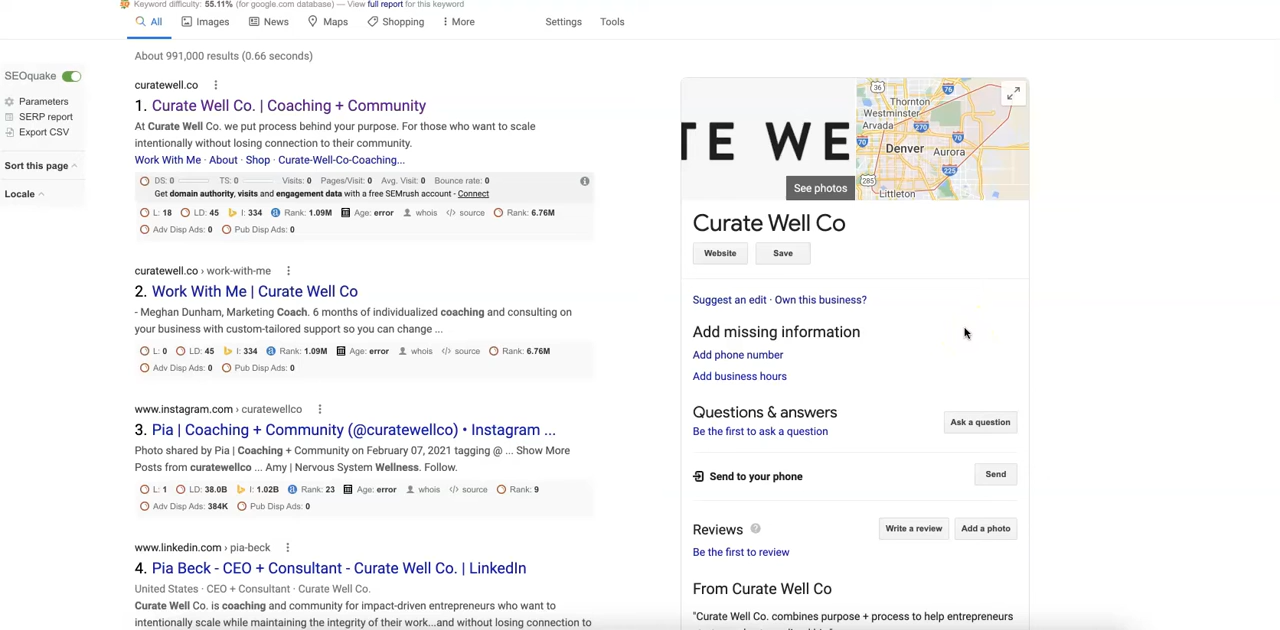 Keyword difficulty: 55.11% (for google.com database) — View full report for this keyword
All Images News Maps Shopping More Settings Tools
About 991,000 results (0.66 seconds)
SEOquake
Parameters
SERP report
Export CSV
Sort this page
Locale
curatewell.co
1. Curate Well Co. | Coaching + Community
At Curate Well Co. we put process behind your purpose. For those who want to scale
intentionally without losing connection to their community.
Work With Me · About · Shop · Curate-Well-Co-Coaching...
DS: 0 TS: 0 Visits: 0 Pages/Visit: 0 Avg. Visit: 0 Bounce rate: 0
Get domain authority, visits and engagement data with a free SEMrush account - Connect
L: 18 LD: 45 I: 334 Rank: 1.09M Age: error whois </> source Rank: 6.76M
Adv Disp Ads: 0 Pub Disp Ads: 0
curatewell.co › work-with-me
2. Work With Me | Curate Well Co
- Meghan Dunham, Marketing Coach. 6 months of individualized coaching and consulting on
your business with custom-tailored support so you can change ...
L: 0 LD: 45 I: 334 Rank: 1.09M Age: error whois </> source Rank: 6.76M
Adv Disp Ads: 0 Pub Disp Ads: 0
www.instagram.com › curatewellco
3. Pia | Coaching + Community (@curatewellco) • Instagram ...
Photo shared by Pia | Coaching + Community on February 07, 2021 tagging @ ... Show More
Posts from curatewellco ... Amy | Nervous System Wellness. Follow.
L: 1 LD: 38.0B I: 1.02B Rank: 23 Age: error whois </> source Rank: 9
Adv Disp Ads: 384K Pub Disp Ads: 0
www.linkedin.com › pia-beck
4. Pia Beck - CEO + Consultant - Curate Well Co. | LinkedIn
United States · CEO + Consultant · Curate Well Co.
Curate Well Co. is coaching and community for impact-driven entrepreneurs who want to
intentionally scale while maintaining the integrity of their work...and without losing connection to
TE WE
See photos
36
76
Thornton
Westminster
Arvada
270
70
70
Denver Aurora
285
225
Littleton
Curate Well Co
Website Save
Suggest an edit · Own this business?
Add missing information
Add phone number
Add business hours
Questions & answers
Be the first to ask a question
Ask a question
Send to your phone
Send
Reviews
Write a review Add a photo
Be the first to review
From Curate Well Co
"Curate Well Co. combines purpose + process to help entrepreneurs